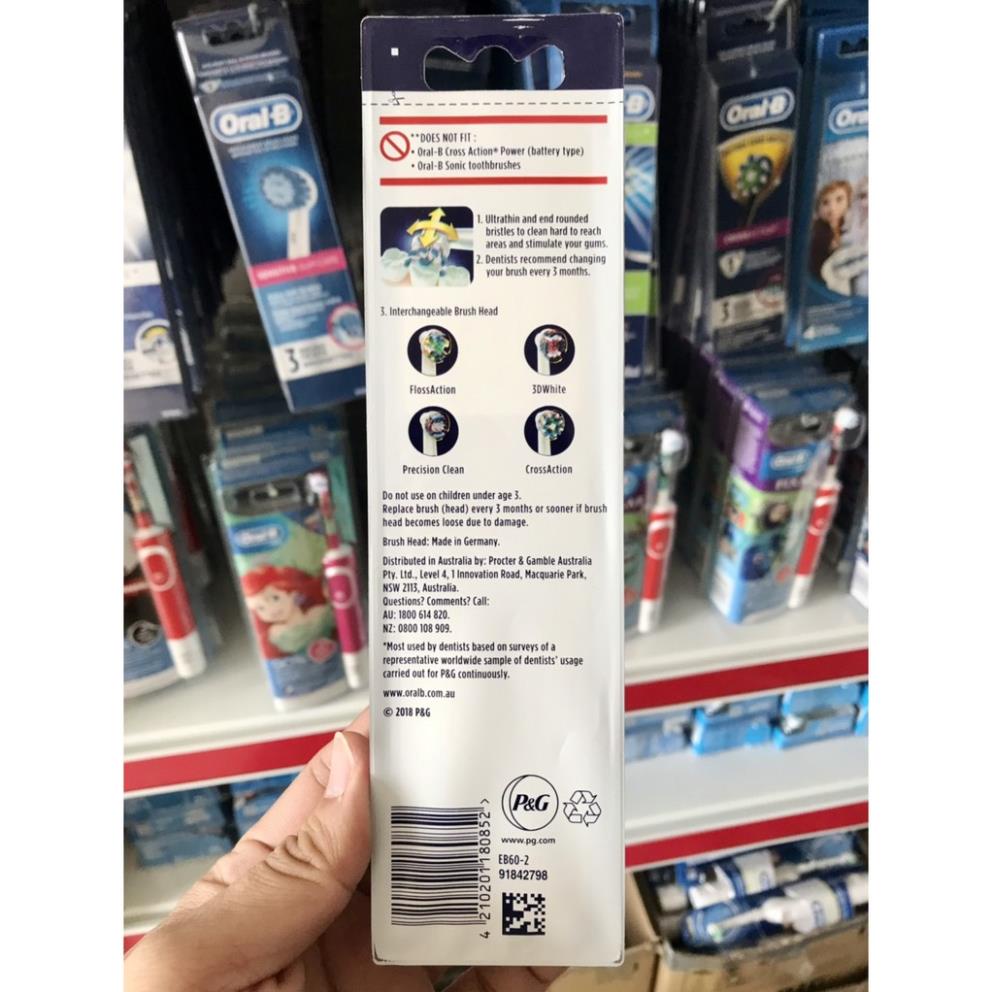 **DOES NOT FIT :
• Oral-B Cross Action® Power (battery type)
• Oral-B Sonic toothbrushes
1. Ultrathin and end rounded
bristles to clean hard to reach
areas and stimulate your gums.
2. Dentists recommend changing
your brush every 3 months.
3. Interchangeable Brush Head
FlossAction
3DWhite
Precision Clean
CrossAction
Do not use on children under age 3.
Replace brush (head) every 3 months or sooner if brush
head becomes loose due to damage.
Brush Head: Made in Germany.
Distributed in Australia by: Procter & Gamble Australia
Pty. Ltd., Level 4, 1 Innovation Road, Macquarie Park,
NSW 2113, Australia.
Questions? Comments? Call:
AU: 1800 614 820.
NZ: 0800 108 909.
*Most used by dentists based on surveys of a
representative worldwide sample of dentists' usage
carried out for P&G continuously.
www.oralb.com.au
© 2018 P&G
P&G
www.pg.com
EB60-2
91842798
4 210201 180852 >
Oral-B
SENSITIVE
3
Oral-B
3
Oral-B
4
Oral-B